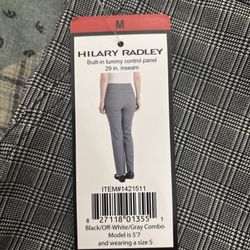 M
HILARY RADLEY
Built-in tummy control panel
29 in. inseam
ITEM#1421511
8 27118 01355 1
Black/Off-White/Gray Combo
Model is 5'7
and wearing a size S